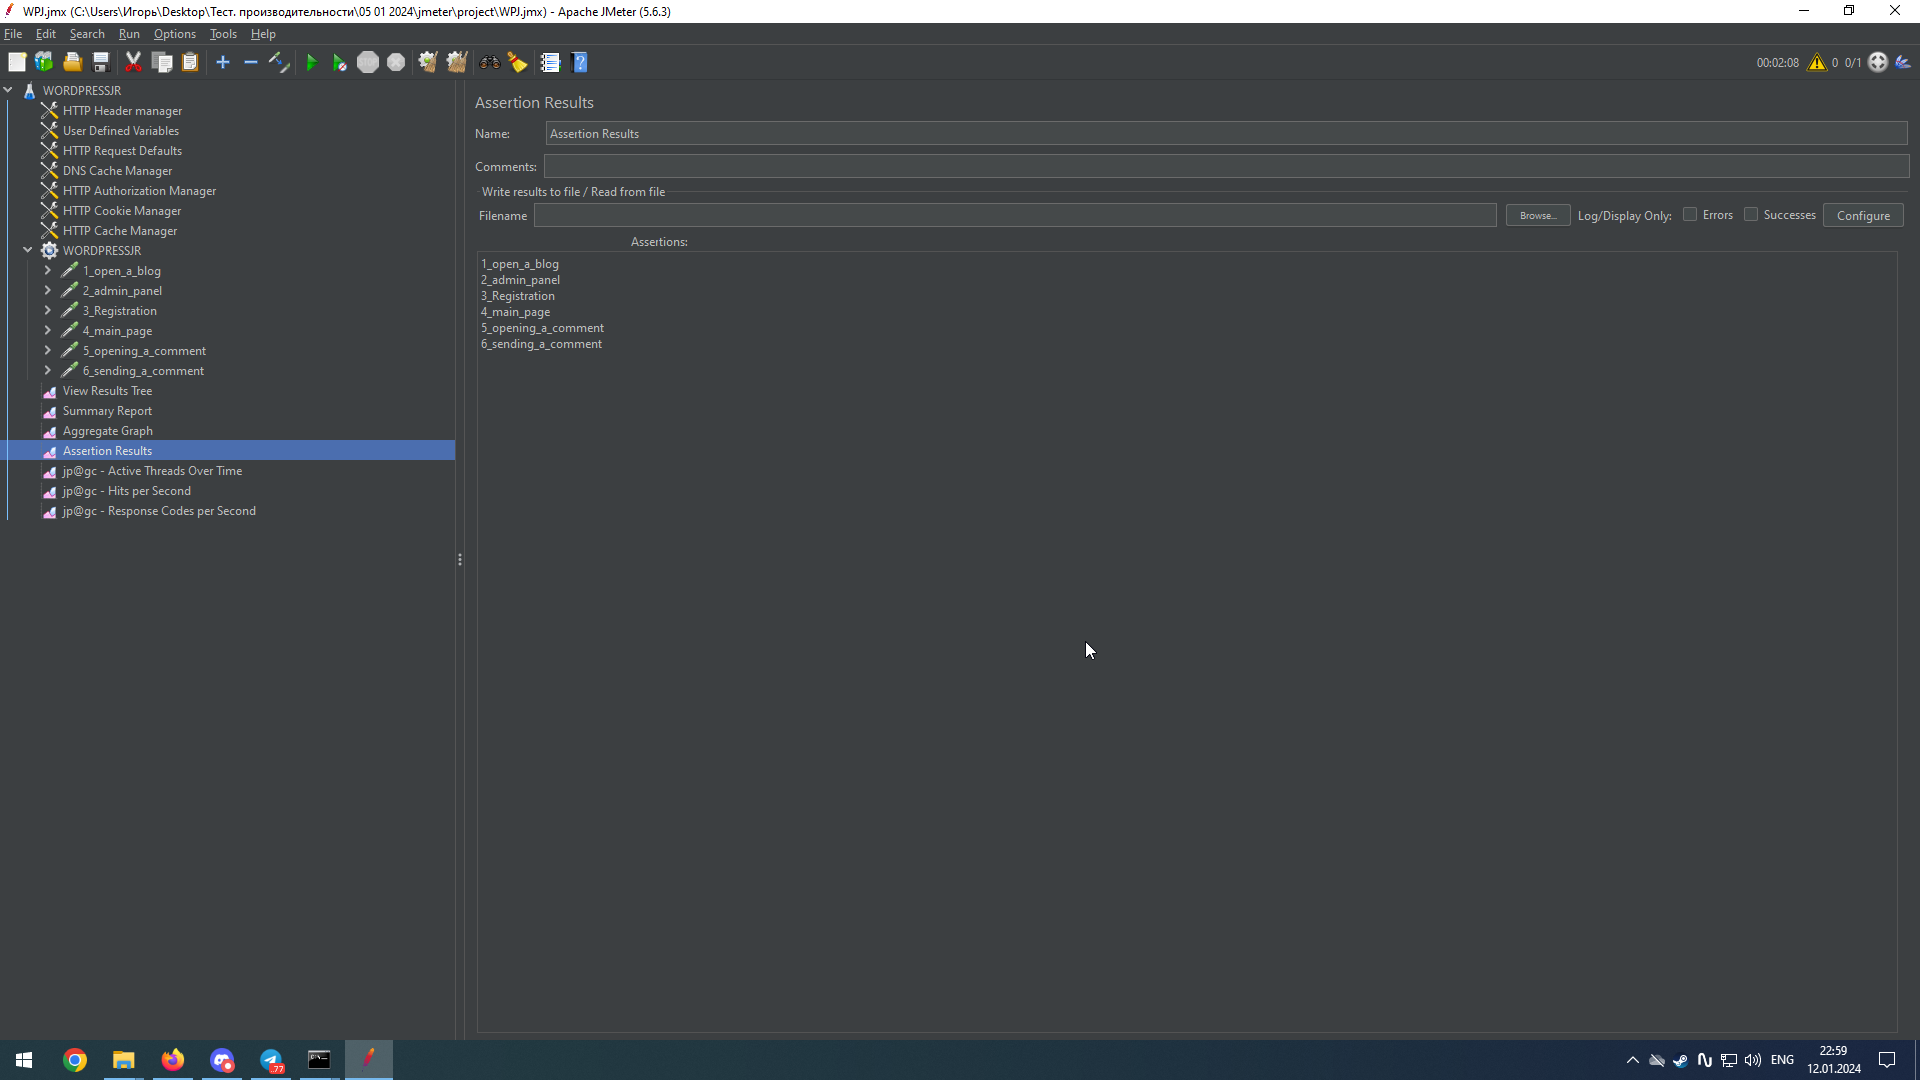 WPJ.jmx (C:\Users\Игорь\Desktop\Тест. производительности\05 01 2024\jmeter\project\WPJ.jmx) - Apache JMeter (5.6.3)
File Edit Search Run Options Tools Help
00:02:08 0 0/1
WORDPRESSJR
HTTP Header manager
User Defined Variables
HTTP Request Defaults
DNS Cache Manager
HTTP Authorization Manager
HTTP Cookie Manager
HTTP Cache Manager
WORDPRESSJR
1_open_a_blog
2_admin_panel
3_Registration
4_main_page
5_opening_a_comment
6_sending_a_comment
View Results Tree
Summary Report
Aggregate Graph
Assertion Results
jp@gc - Active Threads Over Time
jp@gc - Hits per Second
jp@gc - Response Codes per Second
Assertion Results
Name: Assertion Results
Comments:
Write results to file / Read from file
Filename Browse... Log/Display Only: Errors Successes Configure
Assertions:
1_open_a_blog
2_admin_panel
3_Registration
4_main_page
5_opening_a_comment
6_sending_a_comment
77
ENG
22:59
12.01.2024